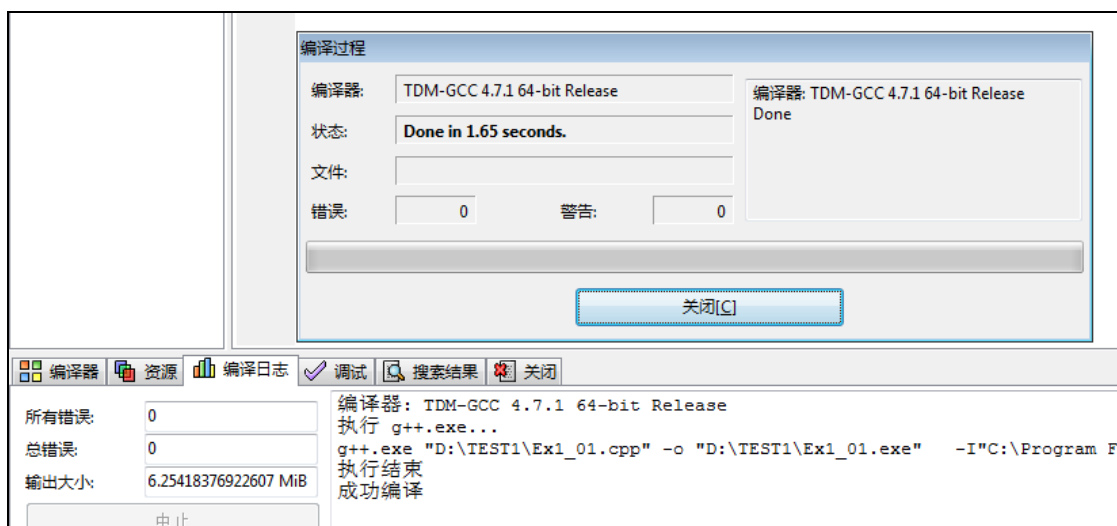 编译过程
编译器: TDM-GCC 4.7.1 64-bit Release
状态: Done in 1.65 seconds.
文件:
错误: 0 警告: 0
编译器: TDM-GCC 4.7.1 64-bit Release
Done
关闭[C]
编译器 资源 编译日志 调试 搜索结果 关闭
所有错误: 0
总错误: 0
输出大小: 6.25418376922607 MiB
中止
编译器: TDM-GCC 4.7.1 64-bit Release
执行 g++.exe...
g++.exe "D:\TEST1\Ex1_01.cpp" -o "D:\TEST1\Ex1_01.exe" -I"C:\Program F
执行结束
成功编译